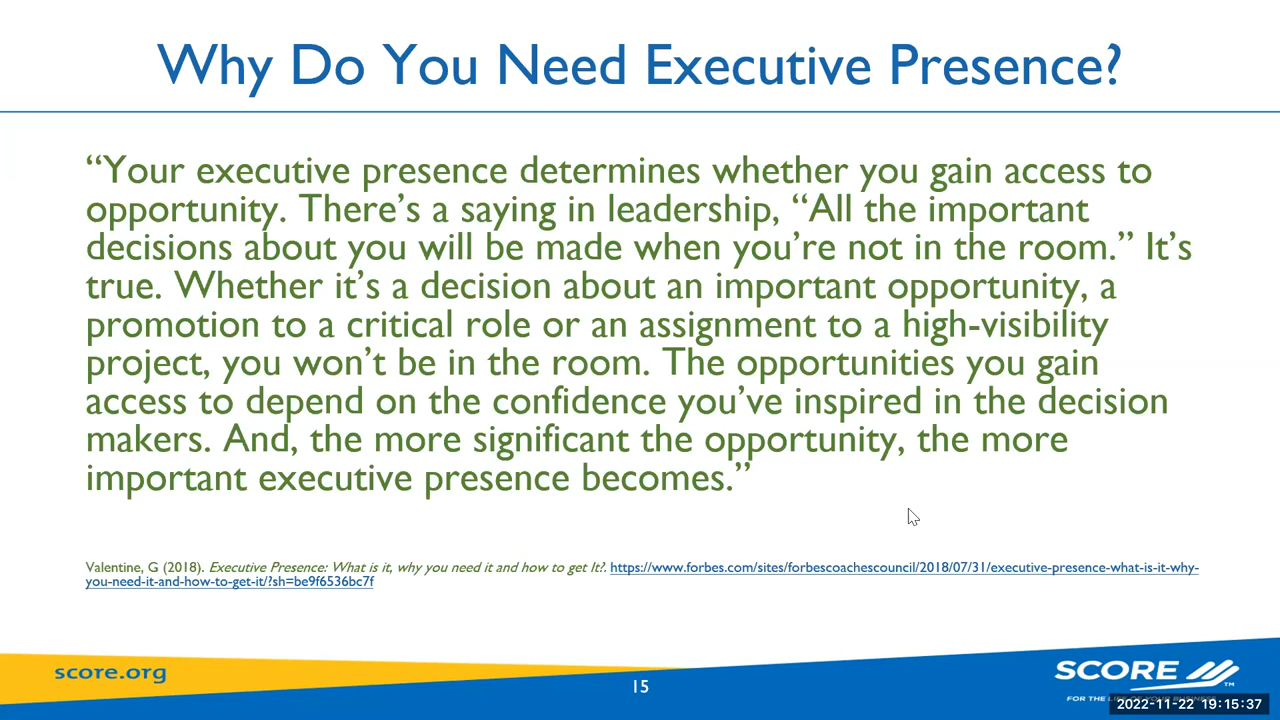 Why Do You Need Executive Presence?
“Your executive presence determines whether you gain access to
opportunity. There’s a saying in leadership, “All the important
decisions about you will be made when you’re not in the room.” It’s
true. Whether it’s a decision about an important opportunity, a
promotion to a critical role or an assignment to a high-visibility
project, you won’t be in the room. The opportunities you gain
access to depend on the confidence you’ve inspired in the decision
makers. And, the more significant the opportunity, the more
important executive presence becomes.”
Valentine, G (2018). Executive Presence: What is it, why you need it and how to get It?. https://www.forbes.com/sites/forbescoachescouncil/2018/07/31/executive-presence-what-is-it-why-
you-need-it-and-how-to-get-it/?sh=be9f6536bc7f
score.org
15
SCORE
TM
FOR THE LIFE OF YOUR BUSINESS
2022-11-22 19:15:37